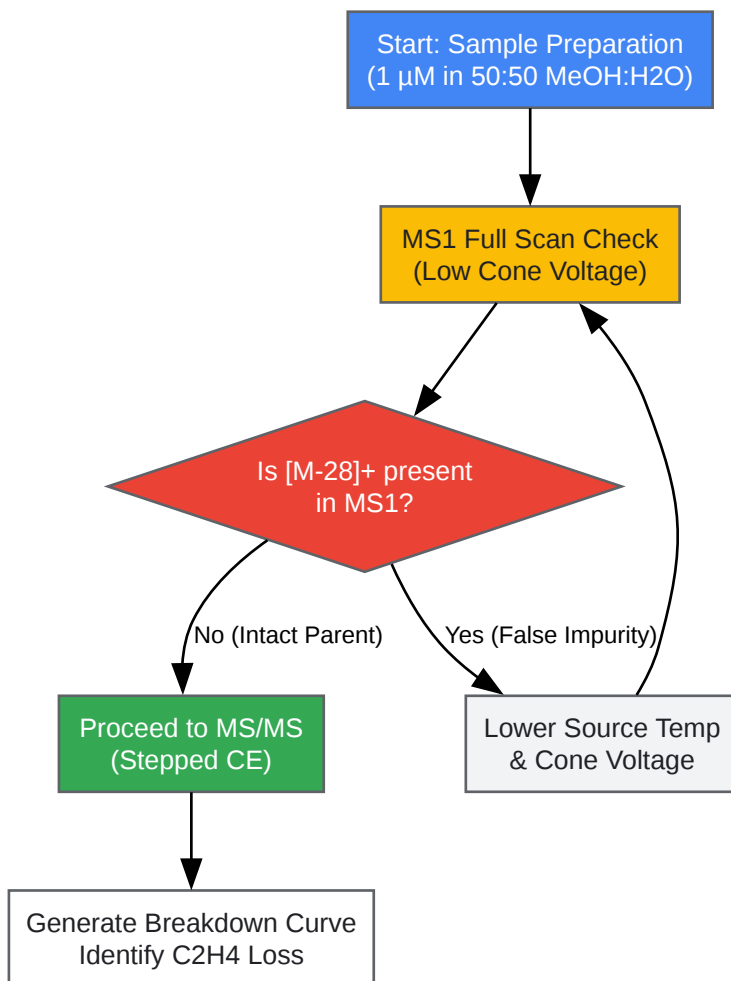 Start: Sample Preparation
(1 µM in 50:50 MeOH:H2O)
MS1 Full Scan Check
(Low Cone Voltage)
Is [M-28]+ present
in MS1?
No (Intact Parent)
Yes (False Impurity)
Proceed to MS/MS
(Stepped CE)
Lower Source Temp
& Cone Voltage
Generate Breakdown Curve
Identify C2H4 Loss